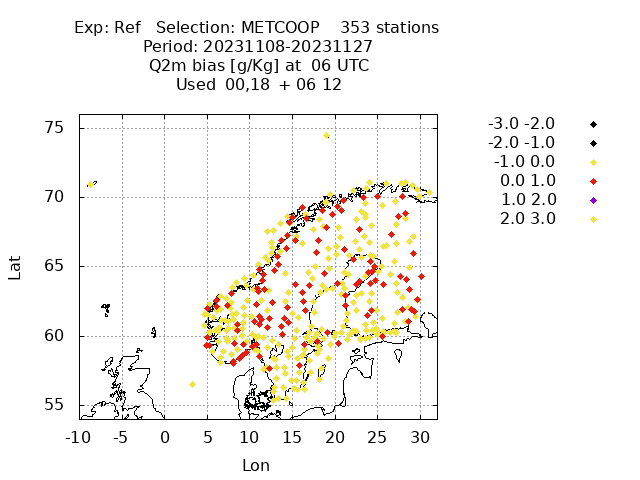 Exp: Ref   Selection: METCOOP    353 stations
Period: 20231108-20231127
Q2m bias [g/Kg] at  06 UTC
Used  00,18  + 06 12
-3.0 -2.0
-2.0 -1.0
-1.0 0.0
0.0 1.0
1.0 2.0
2.0 3.0
75
70
65
60
55
Lat
-10 -5 0 5 10 15 20 25 30
Lon